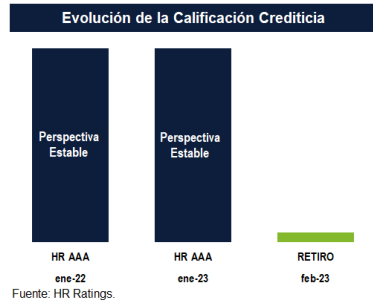 Evolución de la Calificación Crediticia
Perspectiva Estable
Perspectiva Estable
HR AAA HR AAA RETIRO
ene-22 ene-23 feb-23
Fuente: HR Ratings.